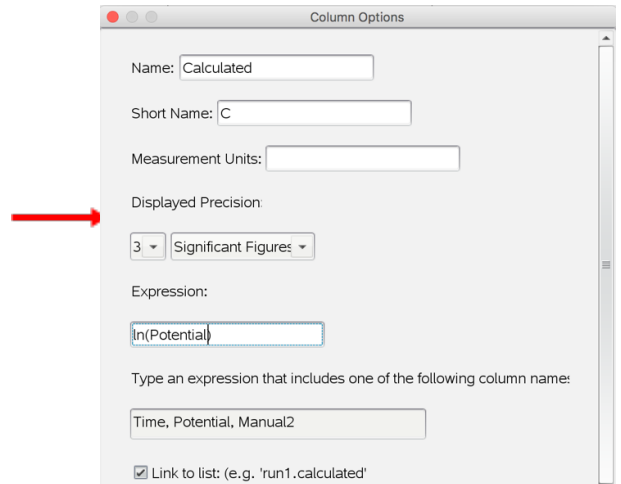 Column Options
Name: Calculated
Short Name: C
Measurement Units:
Displayed Precision:
3 Significant Figures
Expression:
ln(Potential)
Type an expression that includes one of the following column names:
Time, Potential, Manual2
Link to list: (e.g. 'run1.calculated'